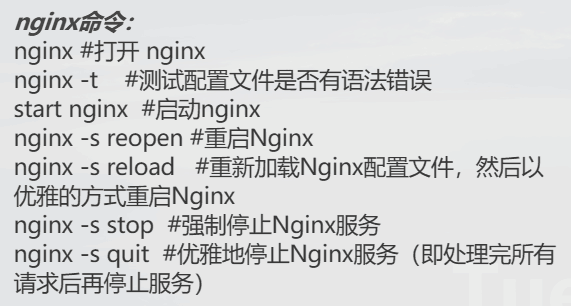 nginx命令：
nginx #打开 nginx
nginx -t    #测试配置文件是否有语法错误
start nginx  #启动nginx
nginx -s reopen #重启Nginx
nginx -s reload   #重新加载Nginx配置文件，然后以
优雅的方式重启Nginx
nginx -s stop  #强制停止Nginx服务
nginx -s quit  #优雅地停止Nginx服务（即处理完所有
请求后再停止服务）